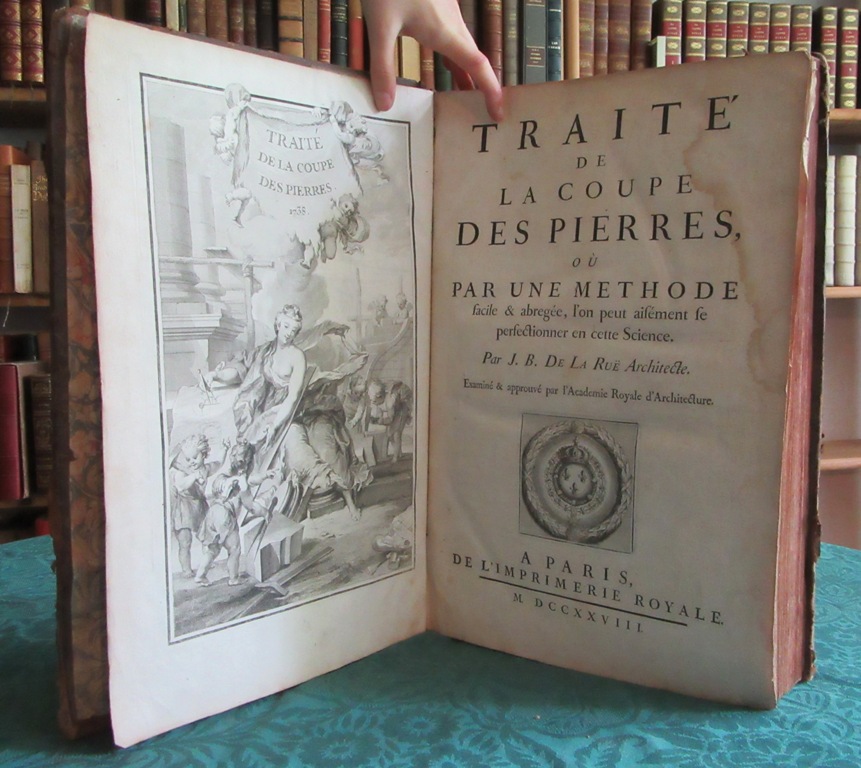 TRAITÉ
DE LA COUPE
DES PIERRES
1738
TRAITÉ
DE
LA COUPE
DES PIERRES,
OÙ
PAR UNE METHODE
facile & abregée, l'on peut aiſément ſe
perfectionner en cette Science.
Par J. B. DE LA RUË Architecte.
Examiné & approuvé par l'Academie Royale d'Architecture.
A PARIS,
DE L'IMPRIMERIE ROYALE.
M DCCXXVIII.